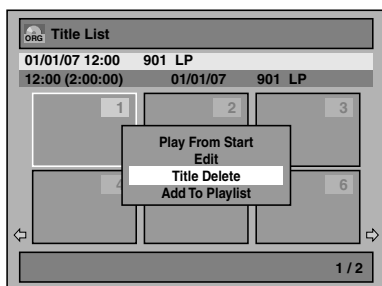 ORG Title List
01/01/07 12:00 901 LP
12:00 (2:00:00) 01/01/07 901 LP
1 2 3
Play From Start
Edit
Title Delete
Add To Playlist
4 6
1 / 2